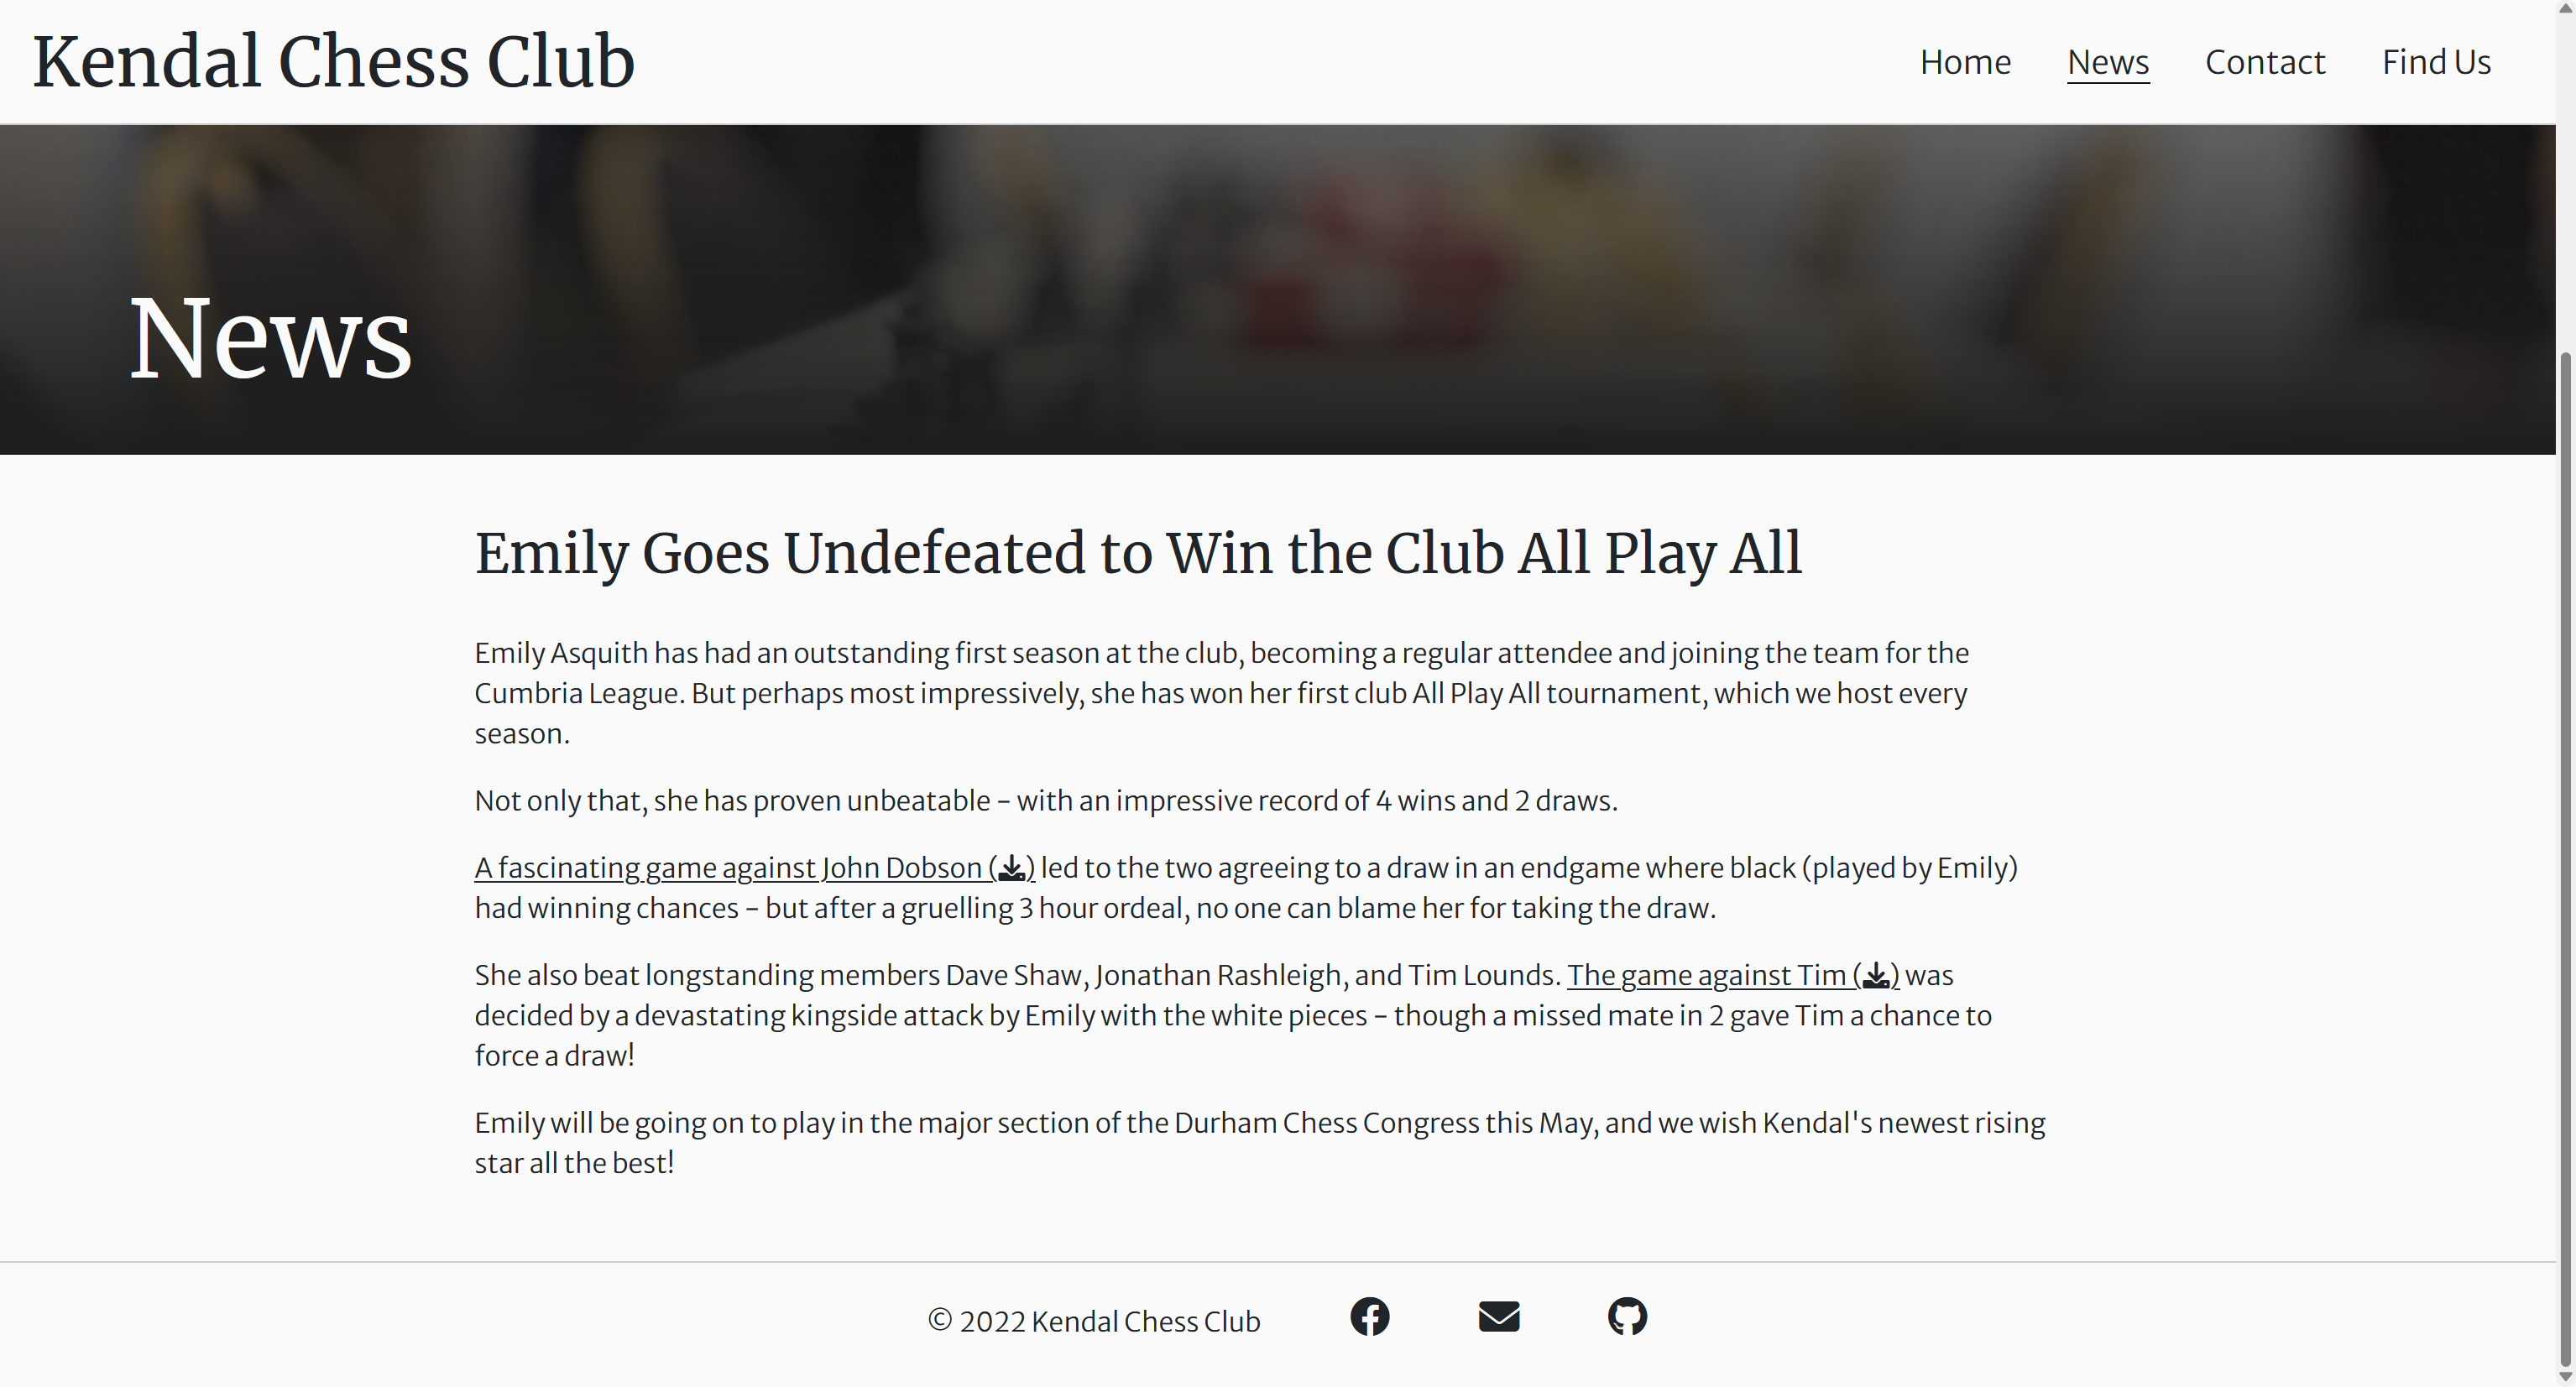 Kendal Chess Club
Home News Contact Find Us
News
Emily Goes Undefeated to Win the Club All Play All
Emily Asquith has had an outstanding first season at the club, becoming a regular attendee and joining the team for the
Cumbria League. But perhaps most impressively, she has won her first club All Play All tournament, which we host every
season.
Not only that, she has proven unbeatable – with an impressive record of 4 wins and 2 draws.
A fascinating game against John Dobson () led to the two agreeing to a draw in an endgame where black (played by Emily)
had winning chances – but after a gruelling 3 hour ordeal, no one can blame her for taking the draw.
She also beat longstanding members Dave Shaw, Jonathan Rashleigh, and Tim Lounds. The game against Tim () was
decided by a devastating kingside attack by Emily with the white pieces – though a missed mate in 2 gave Tim a chance to
force a draw!
Emily will be going on to play in the major section of the Durham Chess Congress this May, and we wish Kendal's newest rising
star all the best!
© 2022 Kendal Chess Club